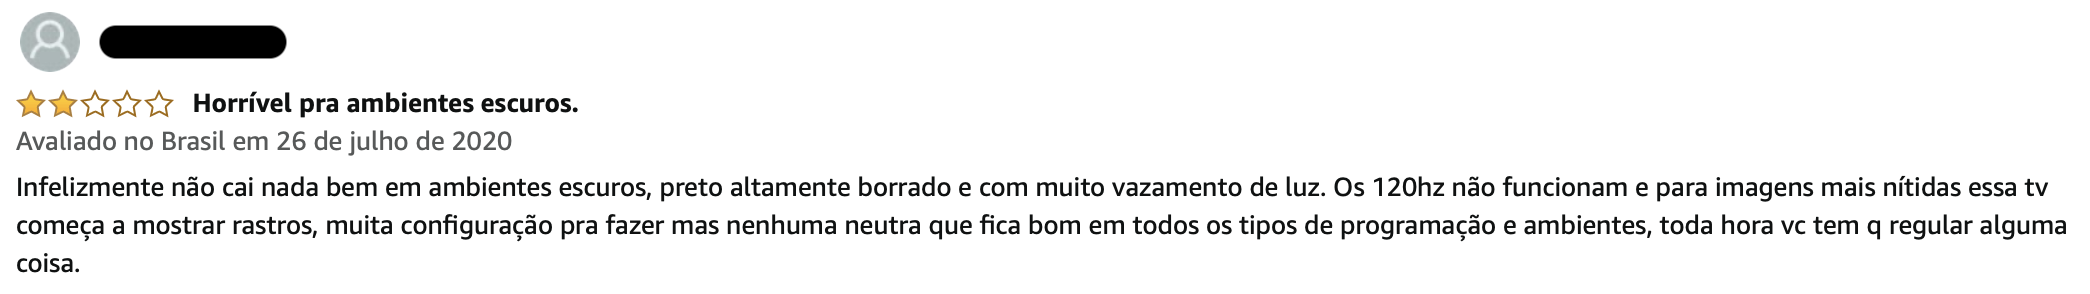 Horrível pra ambientes escuros.
Avaliado no Brasil em 26 de julho de 2020
Infelizmente não cai nada bem em ambientes escuros, preto altamente borrado e com muito vazamento de luz. Os 120hz não funcionam e para imagens mais nítidas essa tv
começa a mostrar rastros, muita configuração pra fazer mas nenhuma neutra que fica bom em todos os tipos de programação e ambientes, toda hora vc tem q regular alguma
coisa.